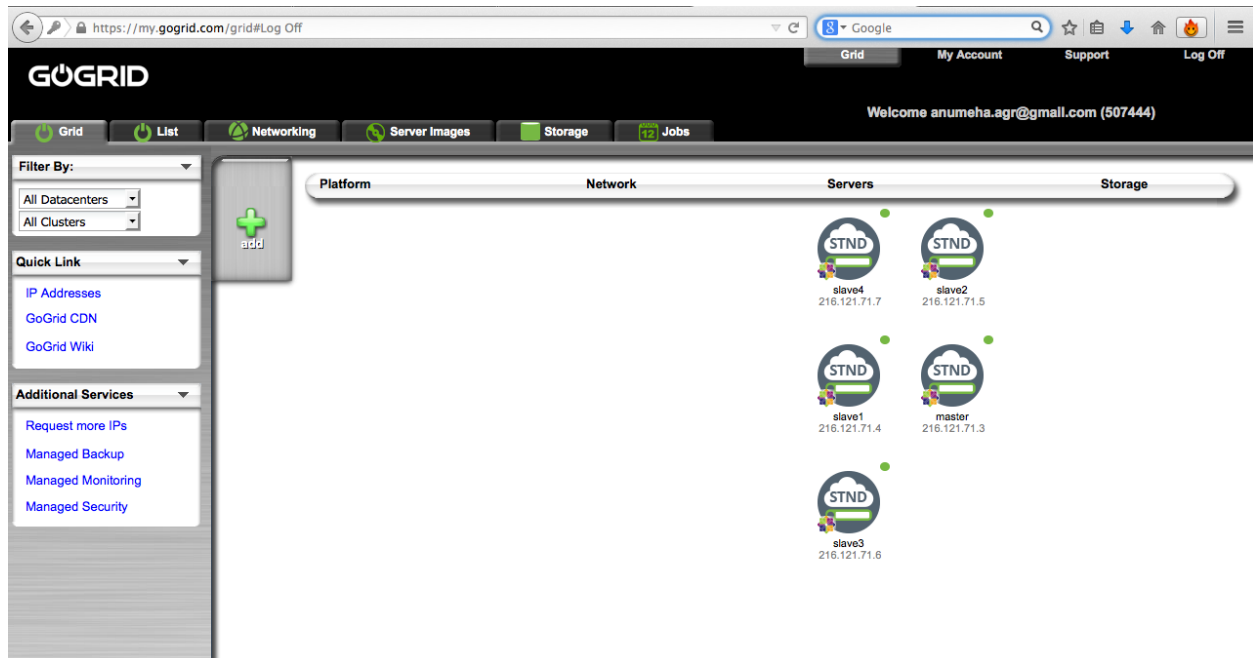 https://my.gogrid.com/grid#Log Off
8 Google
GOGRID
Grid My Account Support Log Off
Welcome anumeha.agr@gmail.com (507444)
Grid List Networking Server Images Storage 12 Jobs
Filter By:
All Datacenters
All Clusters
add
Platform Network Servers Storage
Quick Link
IP Addresses
GoGrid CDN
GoGrid Wiki
Additional Services
Request more IPs
Managed Backup
Managed Monitoring
Managed Security
STND STND
slave4 slave2
216.121.71.7 216.121.71.5
STND STND
slave1 master
216.121.71.4 216.121.71.3
STND
slave3
216.121.71.6